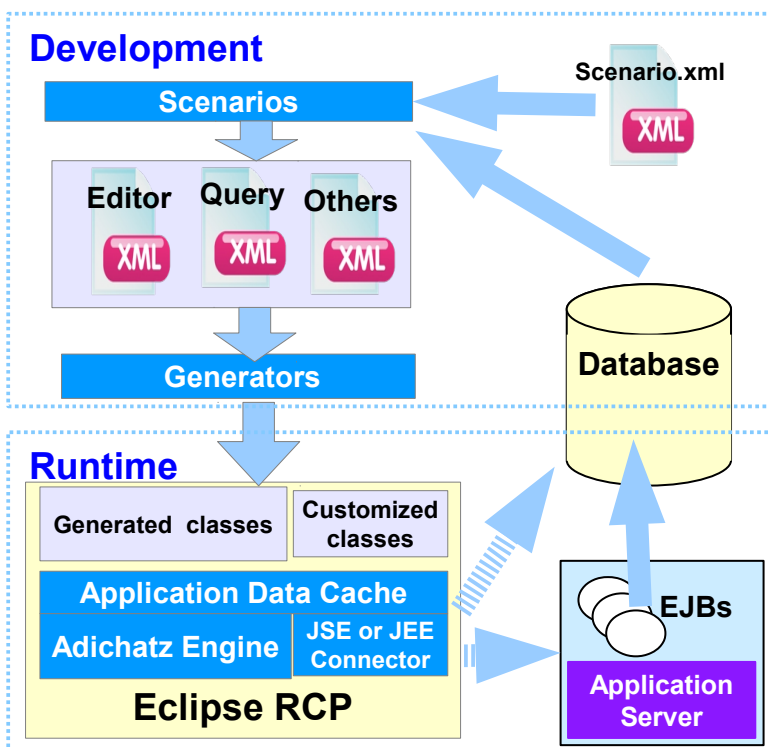 Development
Scenario.xml
XML
Scenarios
Editor
Query
Others
XML
XML
XML
Generators
Database
Runtime
Generated classes
Customized
classes
Application Data Cache
Adichatz Engine
JSE or JEE
Connector
Eclipse RCP
EJBs
Application
Server